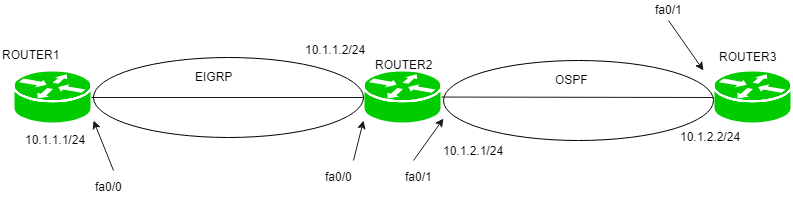 fa0/1
ROUTER1
10.1.1.2/24
ROUTER2
ROUTER3
EIGRP
OSPF
10.1.1.1/24
10.1.2.1/24
10.1.2.2/24
fa0/0
fa0/0
fa0/1